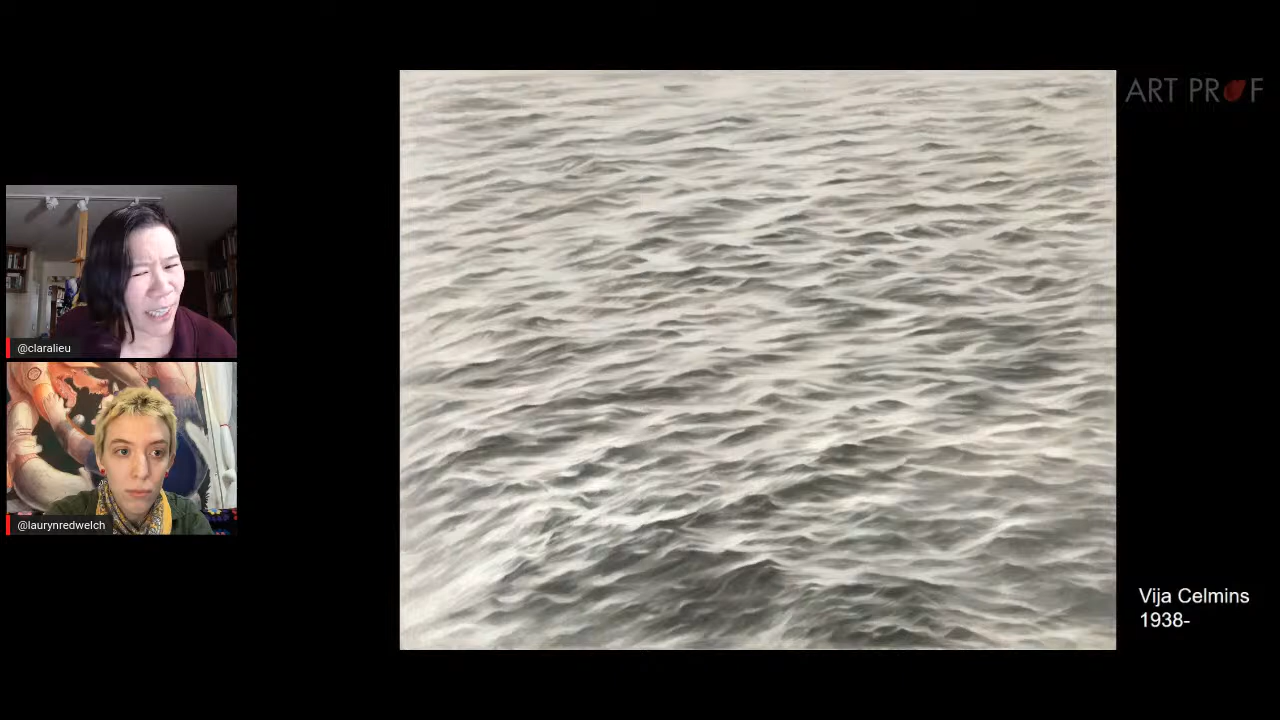 ART PROF
@claralieu
@laurynredwelch
Vija Celmins
1938-